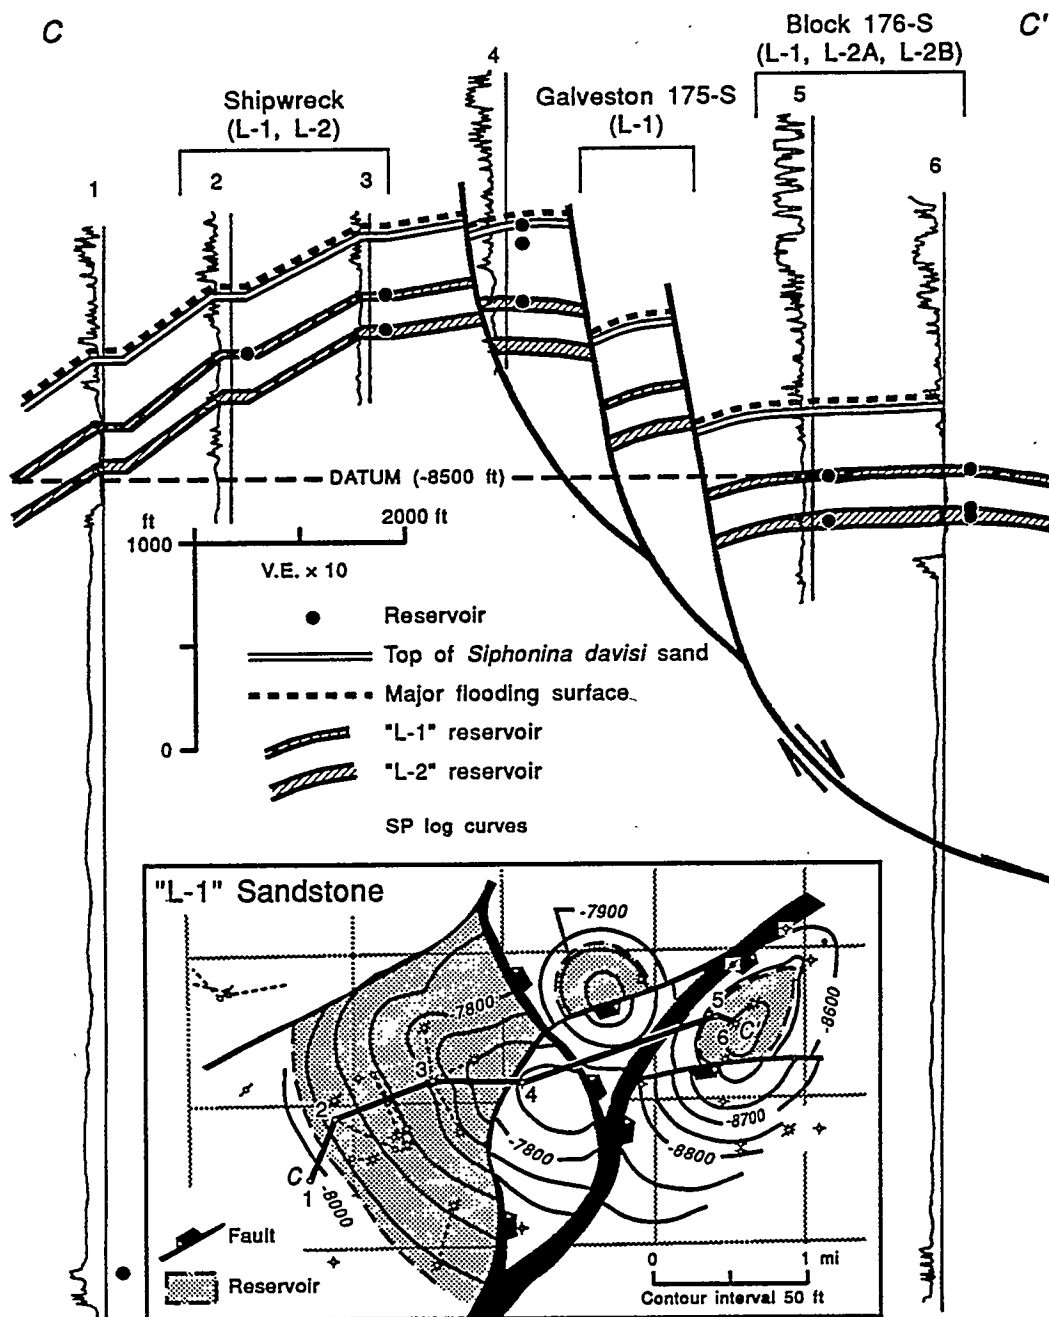 C
C'
Block 176-S
(L-1, L-2A, L-2B)
4
Galveston 175-S
(L-1)
5
Shipwreck
(L-1, L-2)
1
2
3
6
DATUM (-8500 ft)
ft
1000
2000 ft
V.E. × 10
Reservoir
Top of Siphonina davisi sand
Major flooding surface
0
"L-1" reservoir
"L-2" reservoir
SP log curves
"L-1" Sandstone
-7900
-7800
5
-8600
6
C'
3
4
2
-7800
-8700
-8800
C
1
-8000
Fault
Reservoir
0
1 mi
Contour interval 50 ft